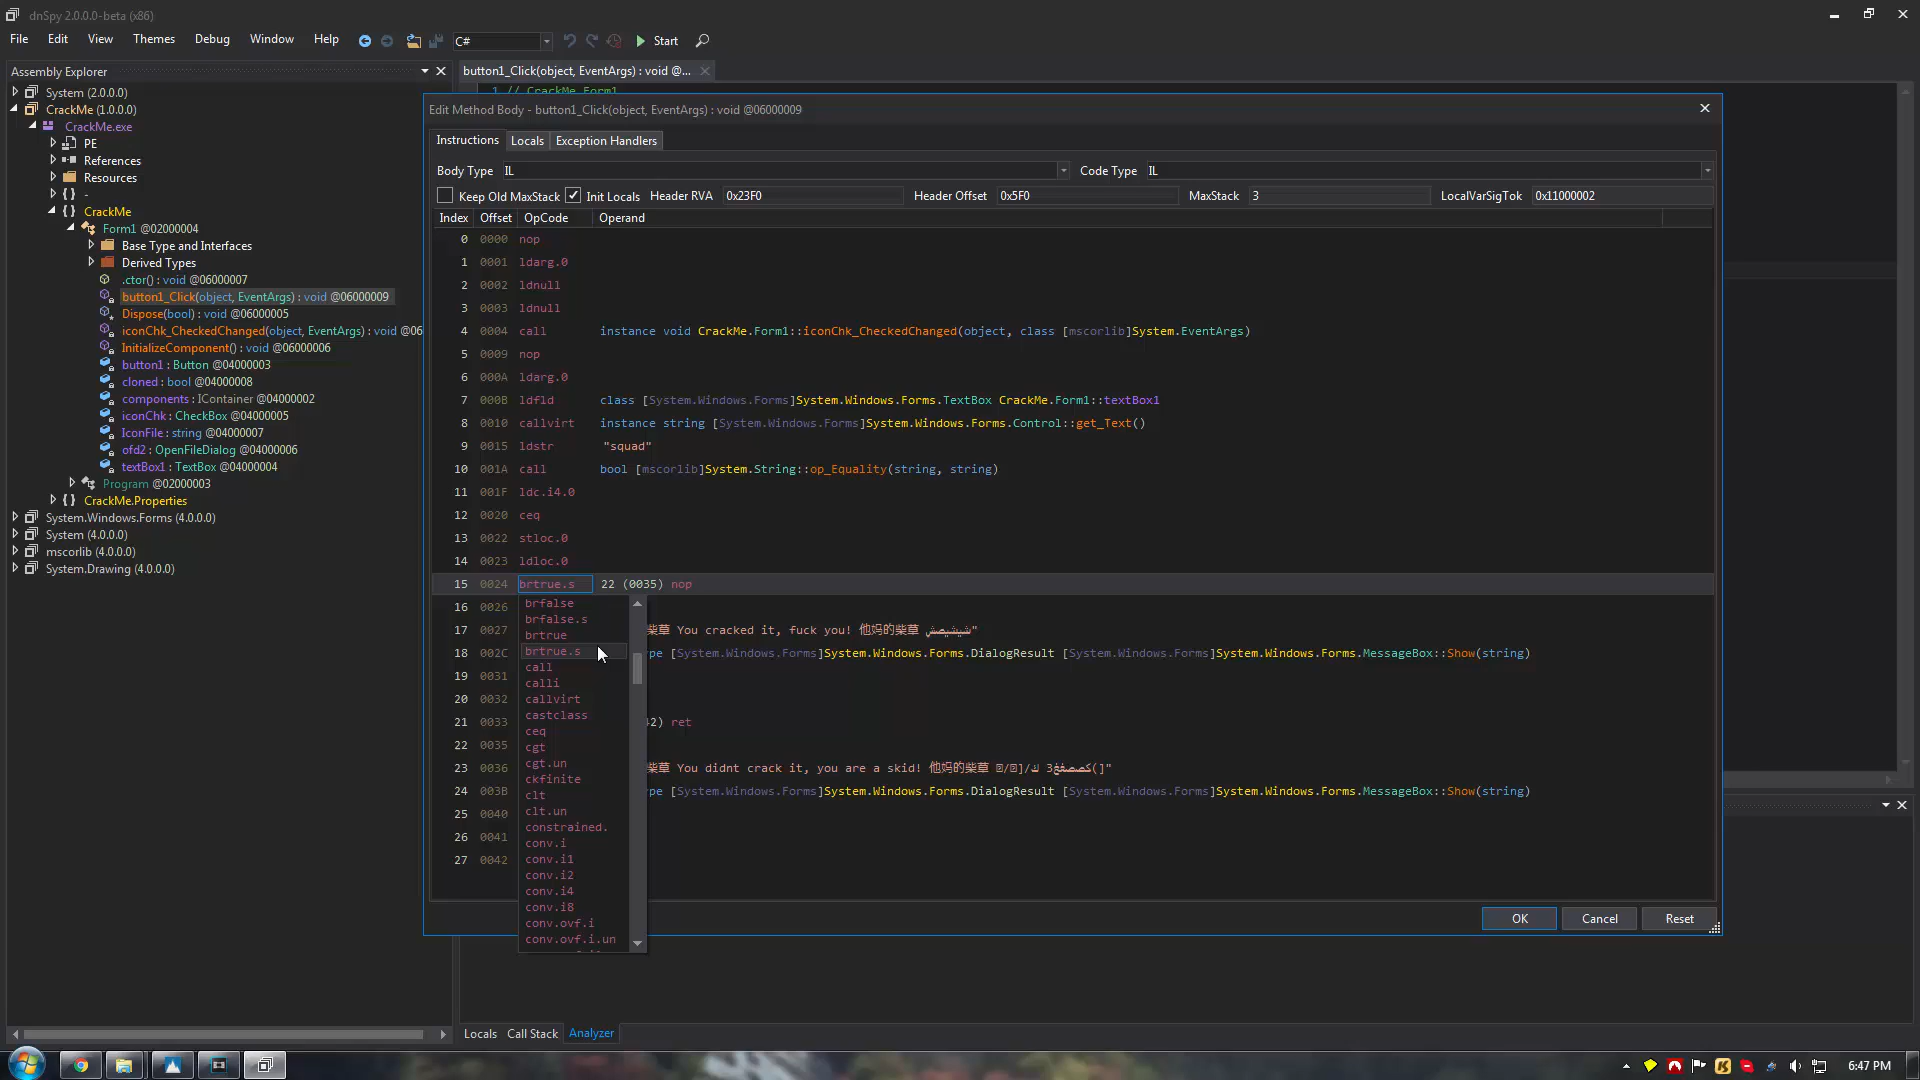 dnSpy 2.0.0.0-beta (x86)
File Edit View Themes Debug Window Help C# Start
Assembly Explorer
button1_Click(object, EventArgs) : void @...
System (2.0.0.0)
CrackMe (1.0.0.0)
CrackMe.exe
PE
References
Resources
{ } -
{ } CrackMe
Form1 @02000004
Base Type and Interfaces
Derived Types
.ctor() : void @06000007
button1_Click(object, EventArgs) : void @06000009
Dispose(bool) : void @06000005
iconChk_CheckedChanged(object, EventArgs) : void @06
InitializeComponent() : void @06000006
button1 : Button @04000003
cloned : bool @04000008
components : IContainer @04000002
iconChk : CheckBox @04000005
IconFile : string @04000007
ofd2 : OpenFileDialog @04000006
textBox1 : TextBox @04000004
Program @02000003
{ } CrackMe.Properties
System.Windows.Forms (4.0.0.0)
System (4.0.0.0)
mscorlib (4.0.0.0)
System.Drawing (4.0.0.0)
1 // CrackMe.Form1
Edit Method Body - button1_Click(object, EventArgs) : void @06000009
Instructions Locals Exception Handlers
Body Type IL Code Type IL
Keep Old MaxStack Init Locals Header RVA 0x23F0 Header Offset 0x5F0 MaxStack 3 LocalVarSigTok 0x11000002
Index Offset OpCode Operand
0 0000 nop
1 0001 ldarg.0
2 0002 ldnull
3 0003 ldnull
4 0004 call instance void CrackMe.Form1::iconChk_CheckedChanged(object, class [mscorlib]System.EventArgs)
5 0009 nop
6 000A ldarg.0
7 000B ldfld class [System.Windows.Forms]System.Windows.Forms.TextBox CrackMe.Form1::textBox1
8 0010 callvirt instance string [System.Windows.Forms]System.Windows.Forms.Control::get_Text()
9 0015 ldstr "squad"
10 001A call bool [mscorlib]System.String::op_Equality(string, string)
11 001F ldc.i4.0
12 0020 ceq
13 0022 stloc.0
14 0023 ldloc.0
15 0024 brtrue.s 22 (0035) nop
16 0026
17 0027 柴草 You cracked it, fuck you! 他妈的柴草 شيشيصش"
18 002C pe [System.Windows.Forms]System.Windows.Forms.DialogResult [System.Windows.Forms]System.Windows.Forms.MessageBox::Show(string)
19 0031
20 0032
21 0033 42) ret
22 0035
23 0036 柴草 You didnt crack it, you are a skid! 他妈的柴草
24 003B pe [System.Windows.Forms]System.Windows.Forms.DialogResult [System.Windows.Forms]System.Windows.Forms.MessageBox::Show(string)
25 0040
26 0041
27 0042
brfalse
brfalse.s
brtrue
brtrue.s
call
calli
callvirt
castclass
ceq
cgt
cgt.un
ckfinite
clt
clt.un
constrained.
conv.i
conv.i1
conv.i2
conv.i4
conv.i8
conv.ovf.i
conv.ovf.i.un
OK Cancel Reset
Locals Call Stack Analyzer
6:47 PM